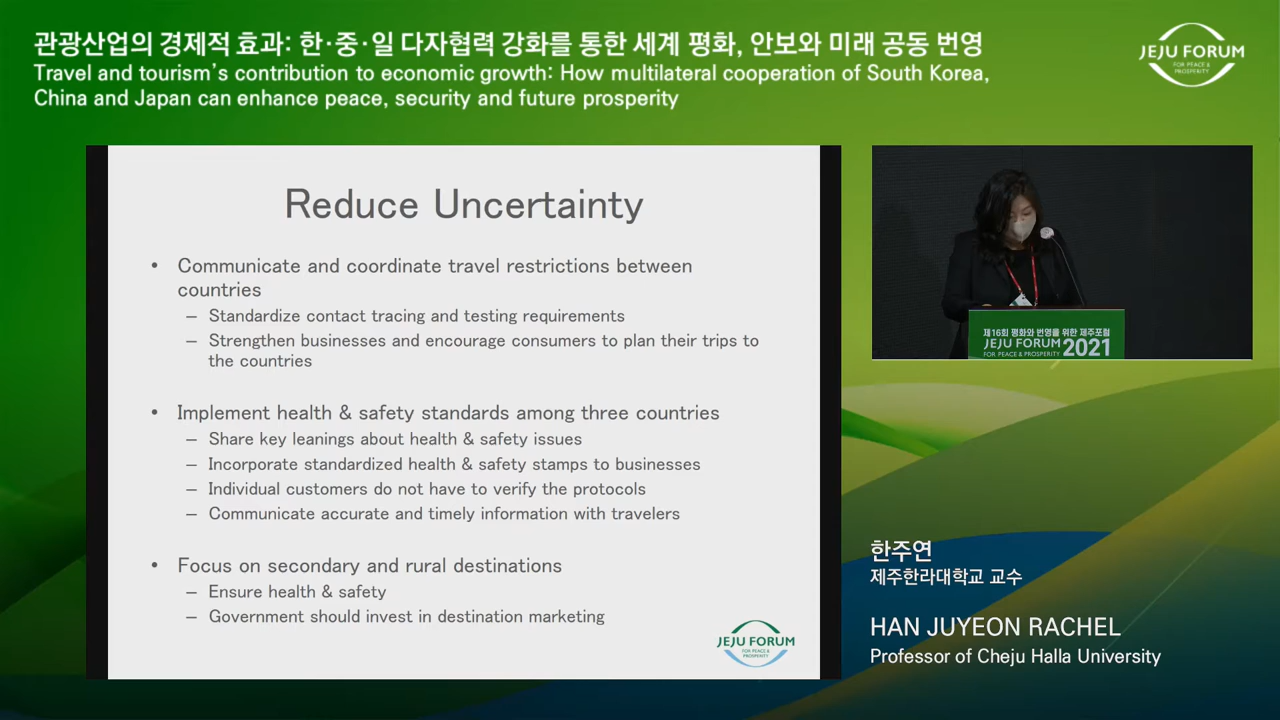 관광산업의 경제적 효과: 한·중·일 다자협력 강화를 통한 세계 평화, 안보와 미래 공동 번영
Travel and tourism's contribution to economic growth: How multilateral cooperation of South Korea,
China and Japan can enhance peace, security and future prosperity
JEJU FORUM
FOR PEACE &
PROSPERITY
Reduce Uncertainty
• Communicate and coordinate travel restrictions between
countries
– Standardize contact tracing and testing requirements
– Strengthen businesses and encourage consumers to plan their trips to
the countries
• Implement health & safety standards among three countries
– Share key leanings about health & safety issues
– Incorporate standardized health & safety stamps to businesses
– Individual customers do not have to verify the protocols
– Communicate accurate and timely information with travelers
• Focus on secondary and rural destinations
– Ensure health & safety
– Government should invest in destination marketing
JEJU FORUM
FOR PEACE &
PROSPERITY
제16회 평화와 번영을 위한 제주포럼
JEJU FORUM 2021
FOR PEACE & PROSPERITY
한주연
제주한라대학교 교수
HAN JUYEON RACHEL
Professor of Cheju Halla University